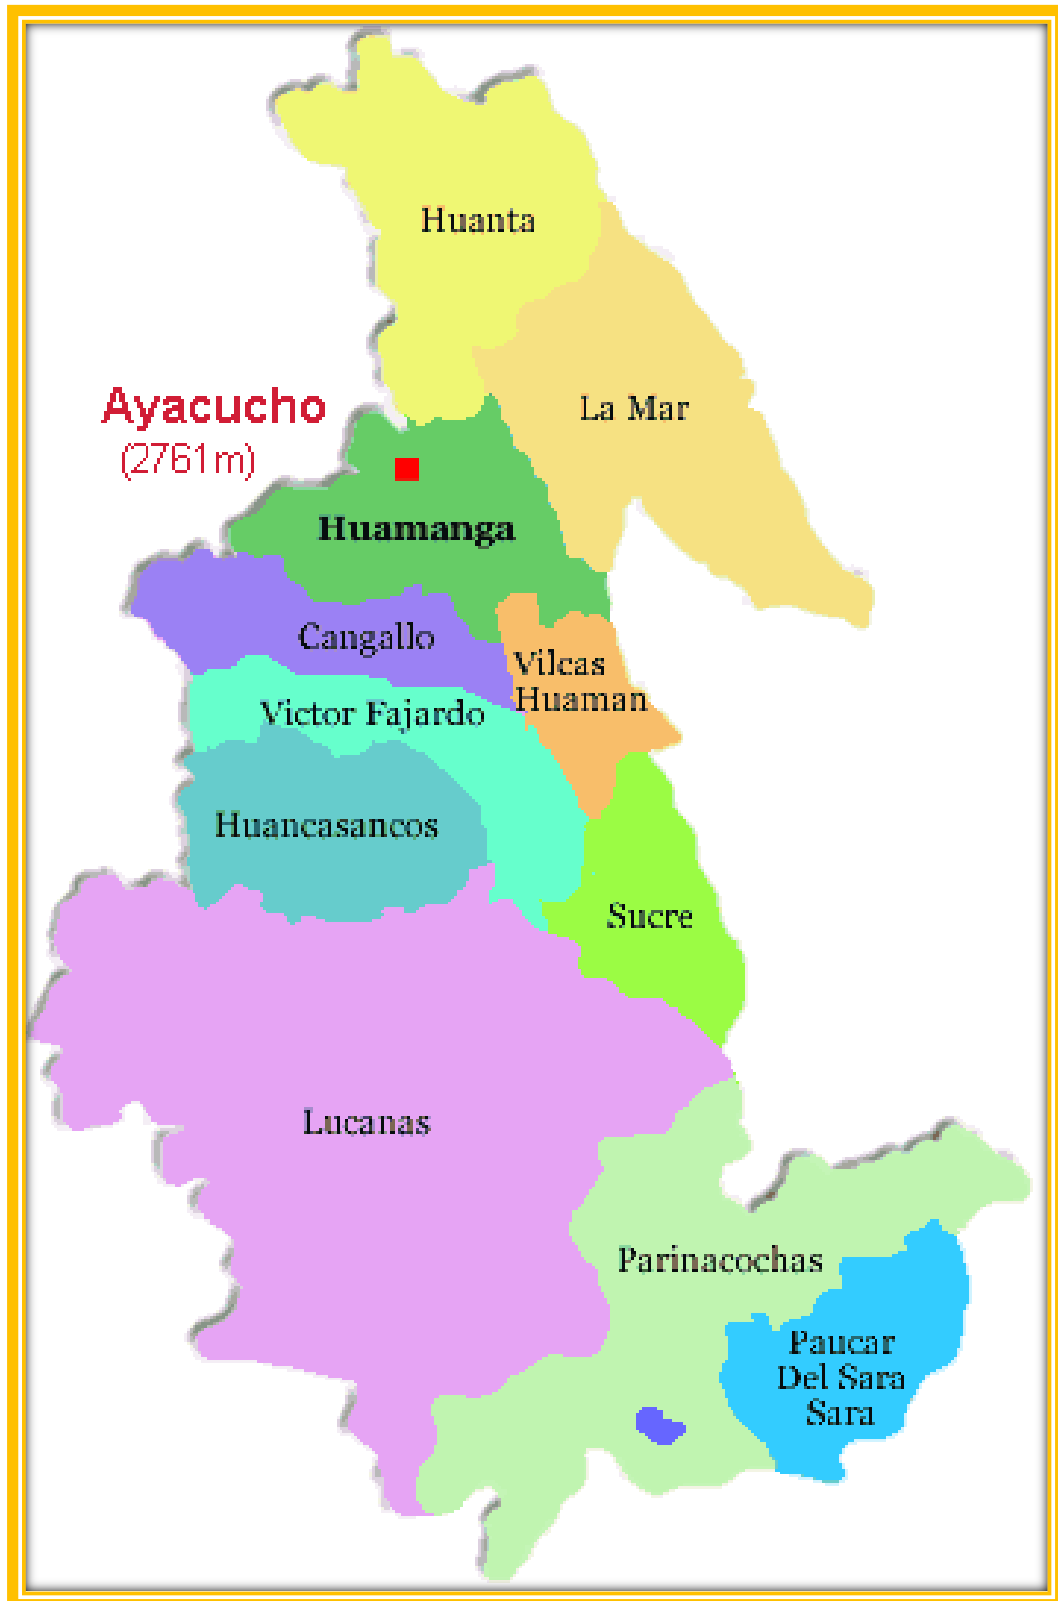 Huanta
La Mar
Ayacucho
(2761m)
Huamanga
Cangallo
Vilcas
Huaman
Victor Fajardo
Huancasancos
Sucre
Lucanas
Parinacochas
Paucar
Del Sara
Sara